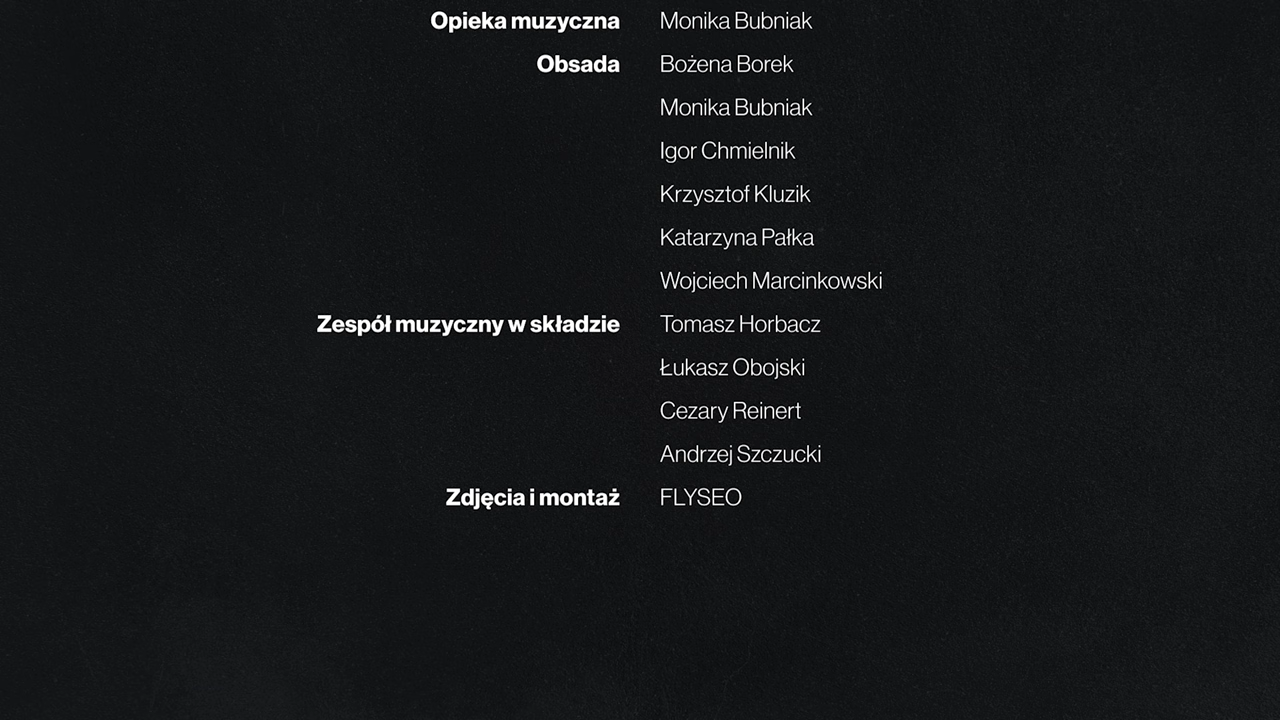 Opieka muzyczna Monika Bubniak
Obsada Bożena Borek
Monika Bubniak
Igor Chmielnik
Krzysztof Kluzik
Katarzyna Pałka
Wojciech Marcinkowski
Zespół muzyczny w składzie Tomasz Horbacz
Łukasz Obojski
Cezary Reinert
Andrzej Szczucki
Zdjęcia i montaż FLYSEO